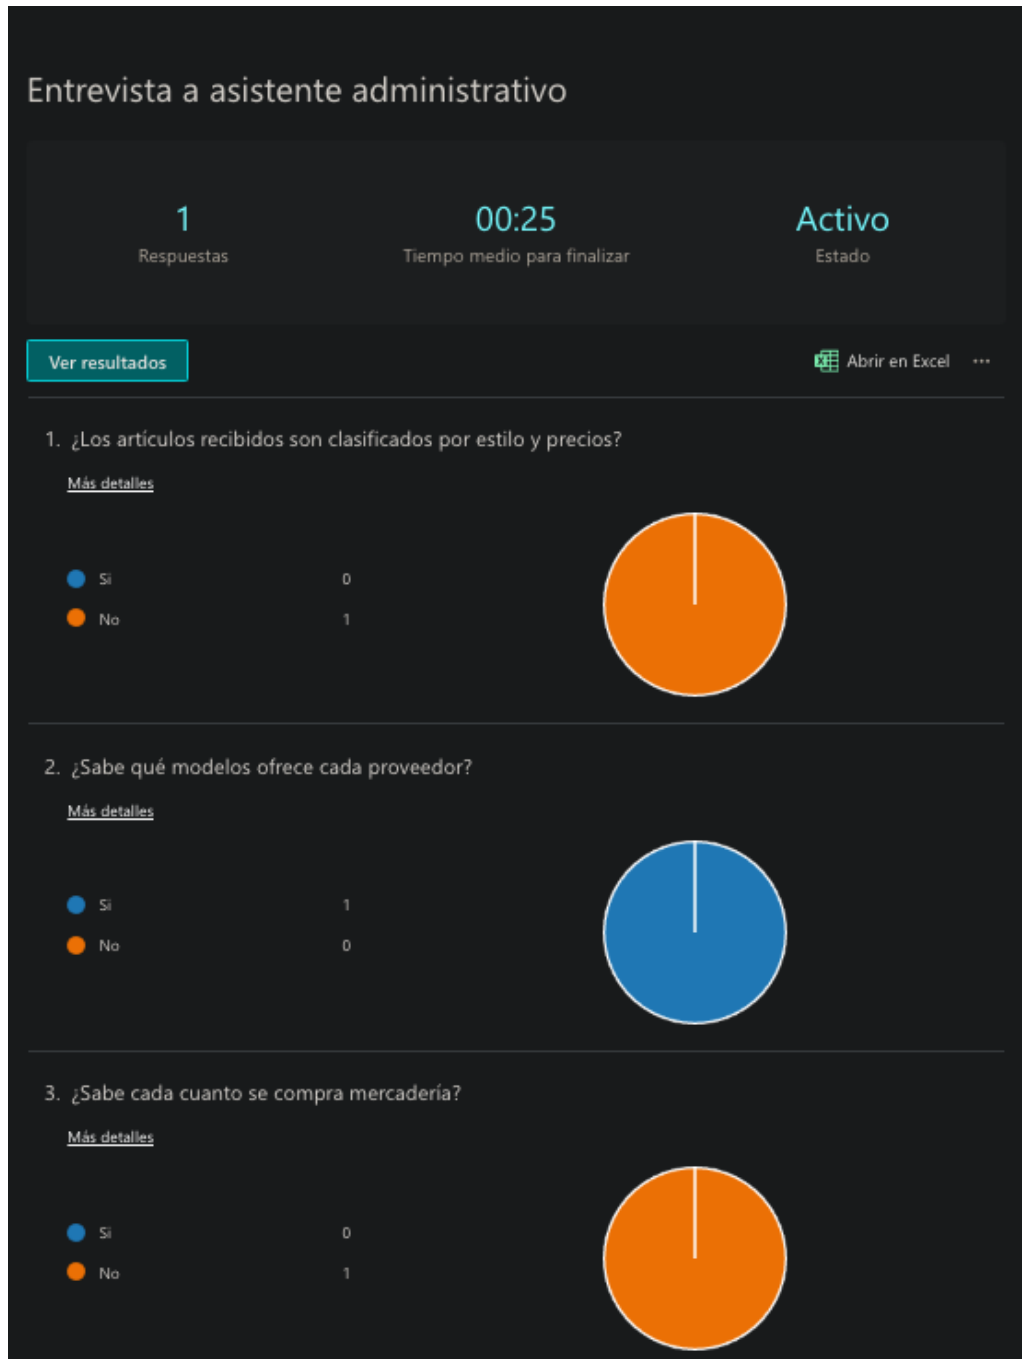 Entrevista a asistente administrativo
1 00:25 Activo
Respuestas Tiempo medio para finalizar Estado
Ver resultados Abrir en Excel ···
1. ¿Los artículos recibidos son clasificados por estilo y precios?
Más detalles
Si 0
No 1
2. ¿Sabe qué modelos ofrece cada proveedor?
Más detalles
Si 1
No 0
3. ¿Sabe cada cuanto se compra mercadería?
Más detalles
Si 0
No 1